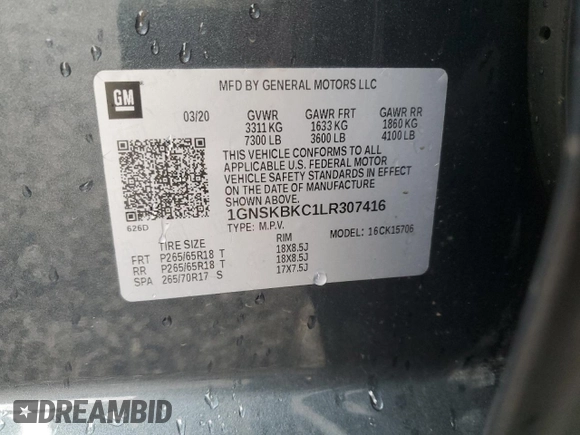 GM
MFD BY GENERAL MOTORS LLC
03/20 GVWR GAWR FRT GAWR RR
3311 KG 1633 KG 1860 KG
7300 LB 3600 LB 4100 LB
THIS VEHICLE CONFORMS TO ALL
APPLICABLE U.S. FEDERAL MOTOR
VEHICLE SAFETY STANDARDS IN EFFECT
ON THE DATE OF MANUFACTURE
SHOWN ABOVE.
1GNSKBKC1LR307416
626D
TYPE: M.P.V. MODEL: 16CK15706
TIRE SIZE RIM
FRT P265/65R18 T 18X8.5J
RR P265/65R18 T 18X8.5J
SPA 265/70R17 S 17X7.5J
DREAMBID